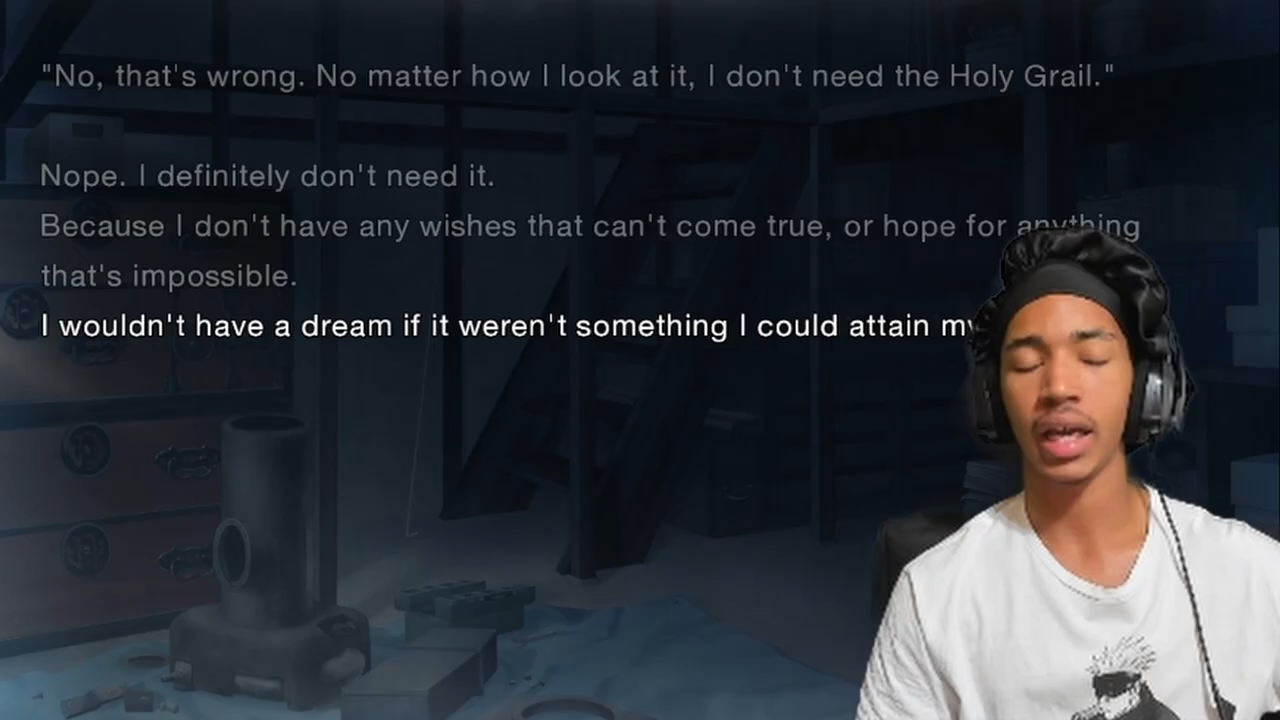 "No, that's wrong. No matter how I look at it, I don't need the Holy Grail."
Nope. I definitely don't need it.
Because I don't have any wishes that can't come true, or hope for anything
that's impossible.
I wouldn't have a dream if it weren't something I could attain